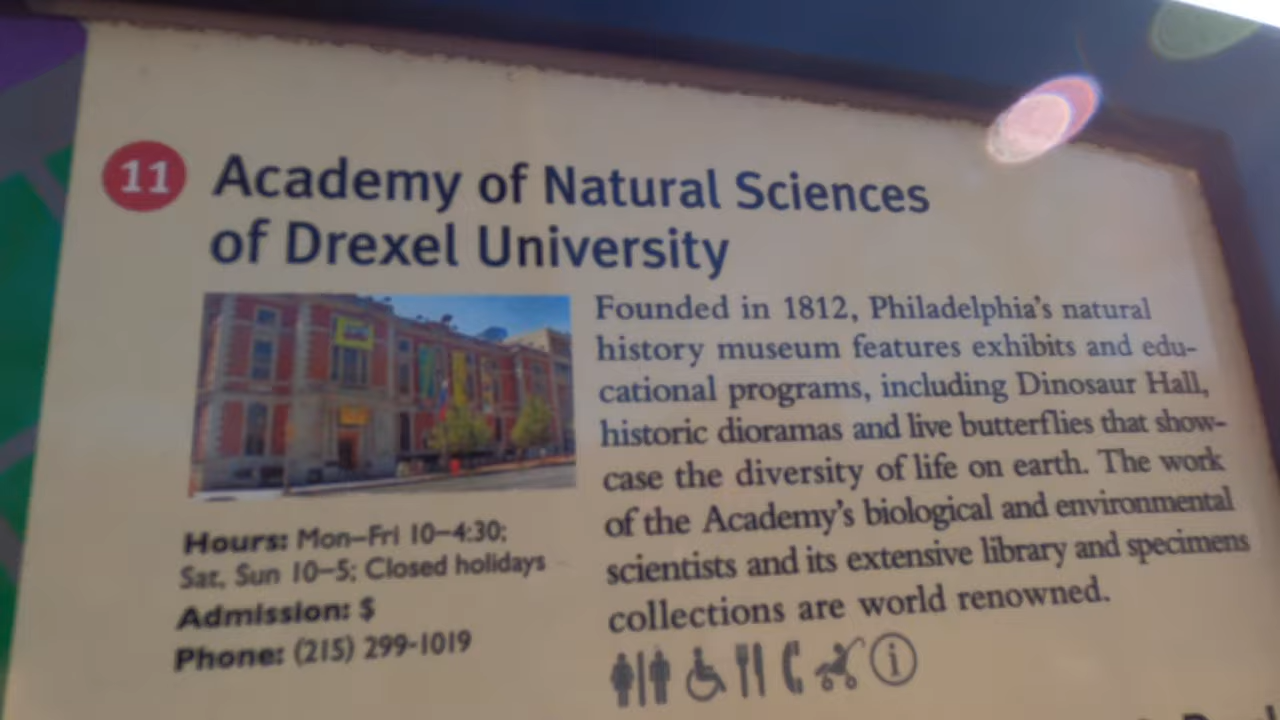 11 Academy of Natural Sciences
of Drexel University
Founded in 1812, Philadelphia's natural
history museum features exhibits and edu-
cational programs, including Dinosaur Hall,
historic dioramas and live butterflies that show-
case the diversity of life on earth. The work
of the Academy's biological and environmental
scientists and its extensive library and specimens
collections are world renowned.
Hours: Mon–Fri 10–4:30;
Sat, Sun 10–5; Closed holidays
Admission: $
Phone: (215) 299-1019